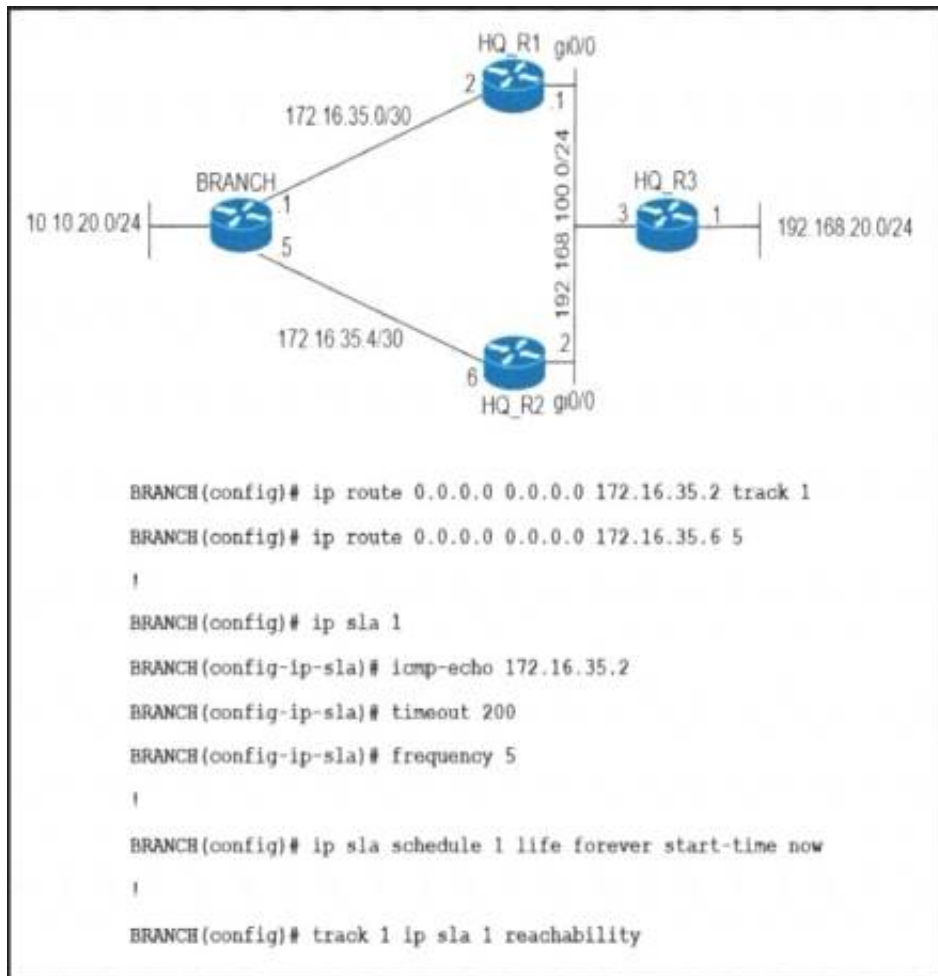 HQ_R1 gi0/0
2
.1
172 16.35.0/30
BRANCH
.1
HQ_R3
10 10 20.0/24
5
192 168 100 0/24
3
1
192 168 20.0/24
172 16 35.4/30
2
6
HQ_R2 gi0/0
BRANCH(config)# ip route 0.0.0.0 0.0.0.0 172.16.35.2 track 1
BRANCH(config)# ip route 0.0.0.0 0.0.0.0 172.16.35.6 5
!
BRANCH(config)# ip sla 1
BRANCH(config-ip-sla)# icmp-echo 172.16.35.2
BRANCH(config-ip-sla)# timeout 200
BRANCH(config-ip-sla)# frequency 5
!
BRANCH(config)# ip sla schedule 1 life forever start-time now
!
BRANCH(config)# track 1 ip sla 1 reachability